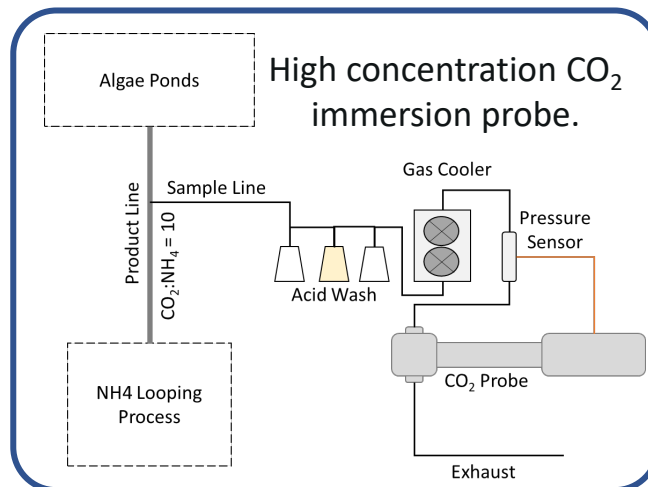 Algae Ponds
High concentration CO₂
immersion probe.
Product Line
CO₂:NH₄ = 10
Sample Line
Gas Cooler
Pressure
Sensor
Acid Wash
NH4 Looping
Process
CO₂ Probe
Exhaust